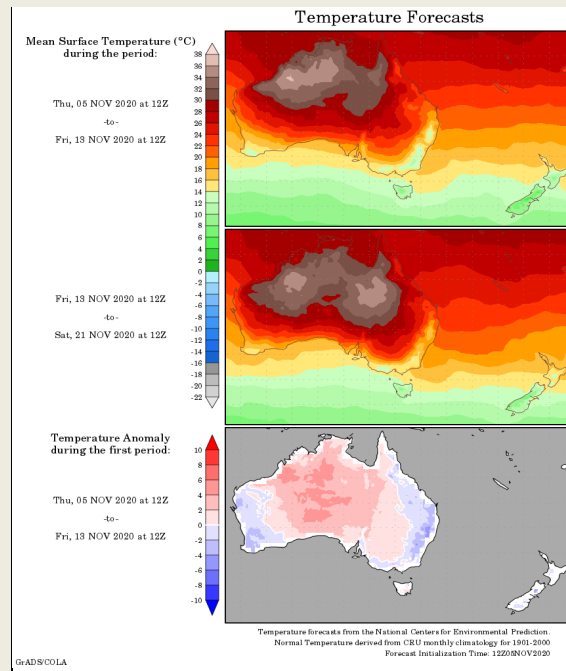 Temperature Forecasts
Mean Surface Temperature (°C)
during the period:
Thu, 05 NOV 2020 at 12Z
-to-
Fri, 13 NOV 2020 at 12Z
38
36
34
32
30
28
26
24
22
20
18
16
14
12
10
8
6
4
2
0
-2
-4
-6
-8
-10
-12
-14
-16
-18
-20
-22
Fri, 13 NOV 2020 at 12Z
-to-
Sat, 21 NOV 2020 at 12Z
Temperature Anomaly
during the first period:
Thu, 05 NOV 2020 at 12Z
-to-
Fri, 13 NOV 2020 at 12Z
10
8
6
4
2
0
-2
-4
-6
-8
-10
Temperature forecasts from the National Centers for Environmental Prediction.
Normal Temperature derived from CRU monthly climatology for 1901-2000
Forecast Initialization Time: 12Z05NOV2020
GrADS/COLA